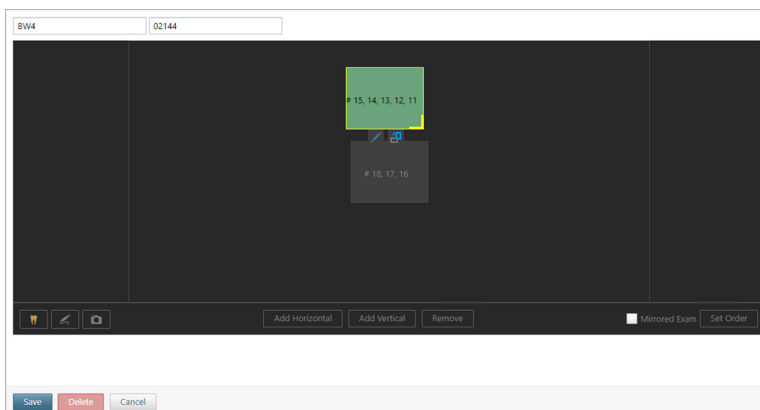 BW4 02144
# 15, 14, 13, 12, 11
# 18, 17, 16
Add Horizontal Add Vertical Remove Mirrored Exam Set Order
Save Delete Cancel